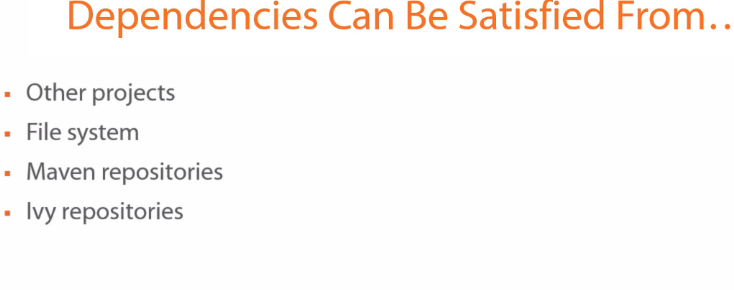 Dependencies Can Be Satisfied From..
▪ Other projects
▪ File system
▪ Maven repositories
▪ Ivy repositories